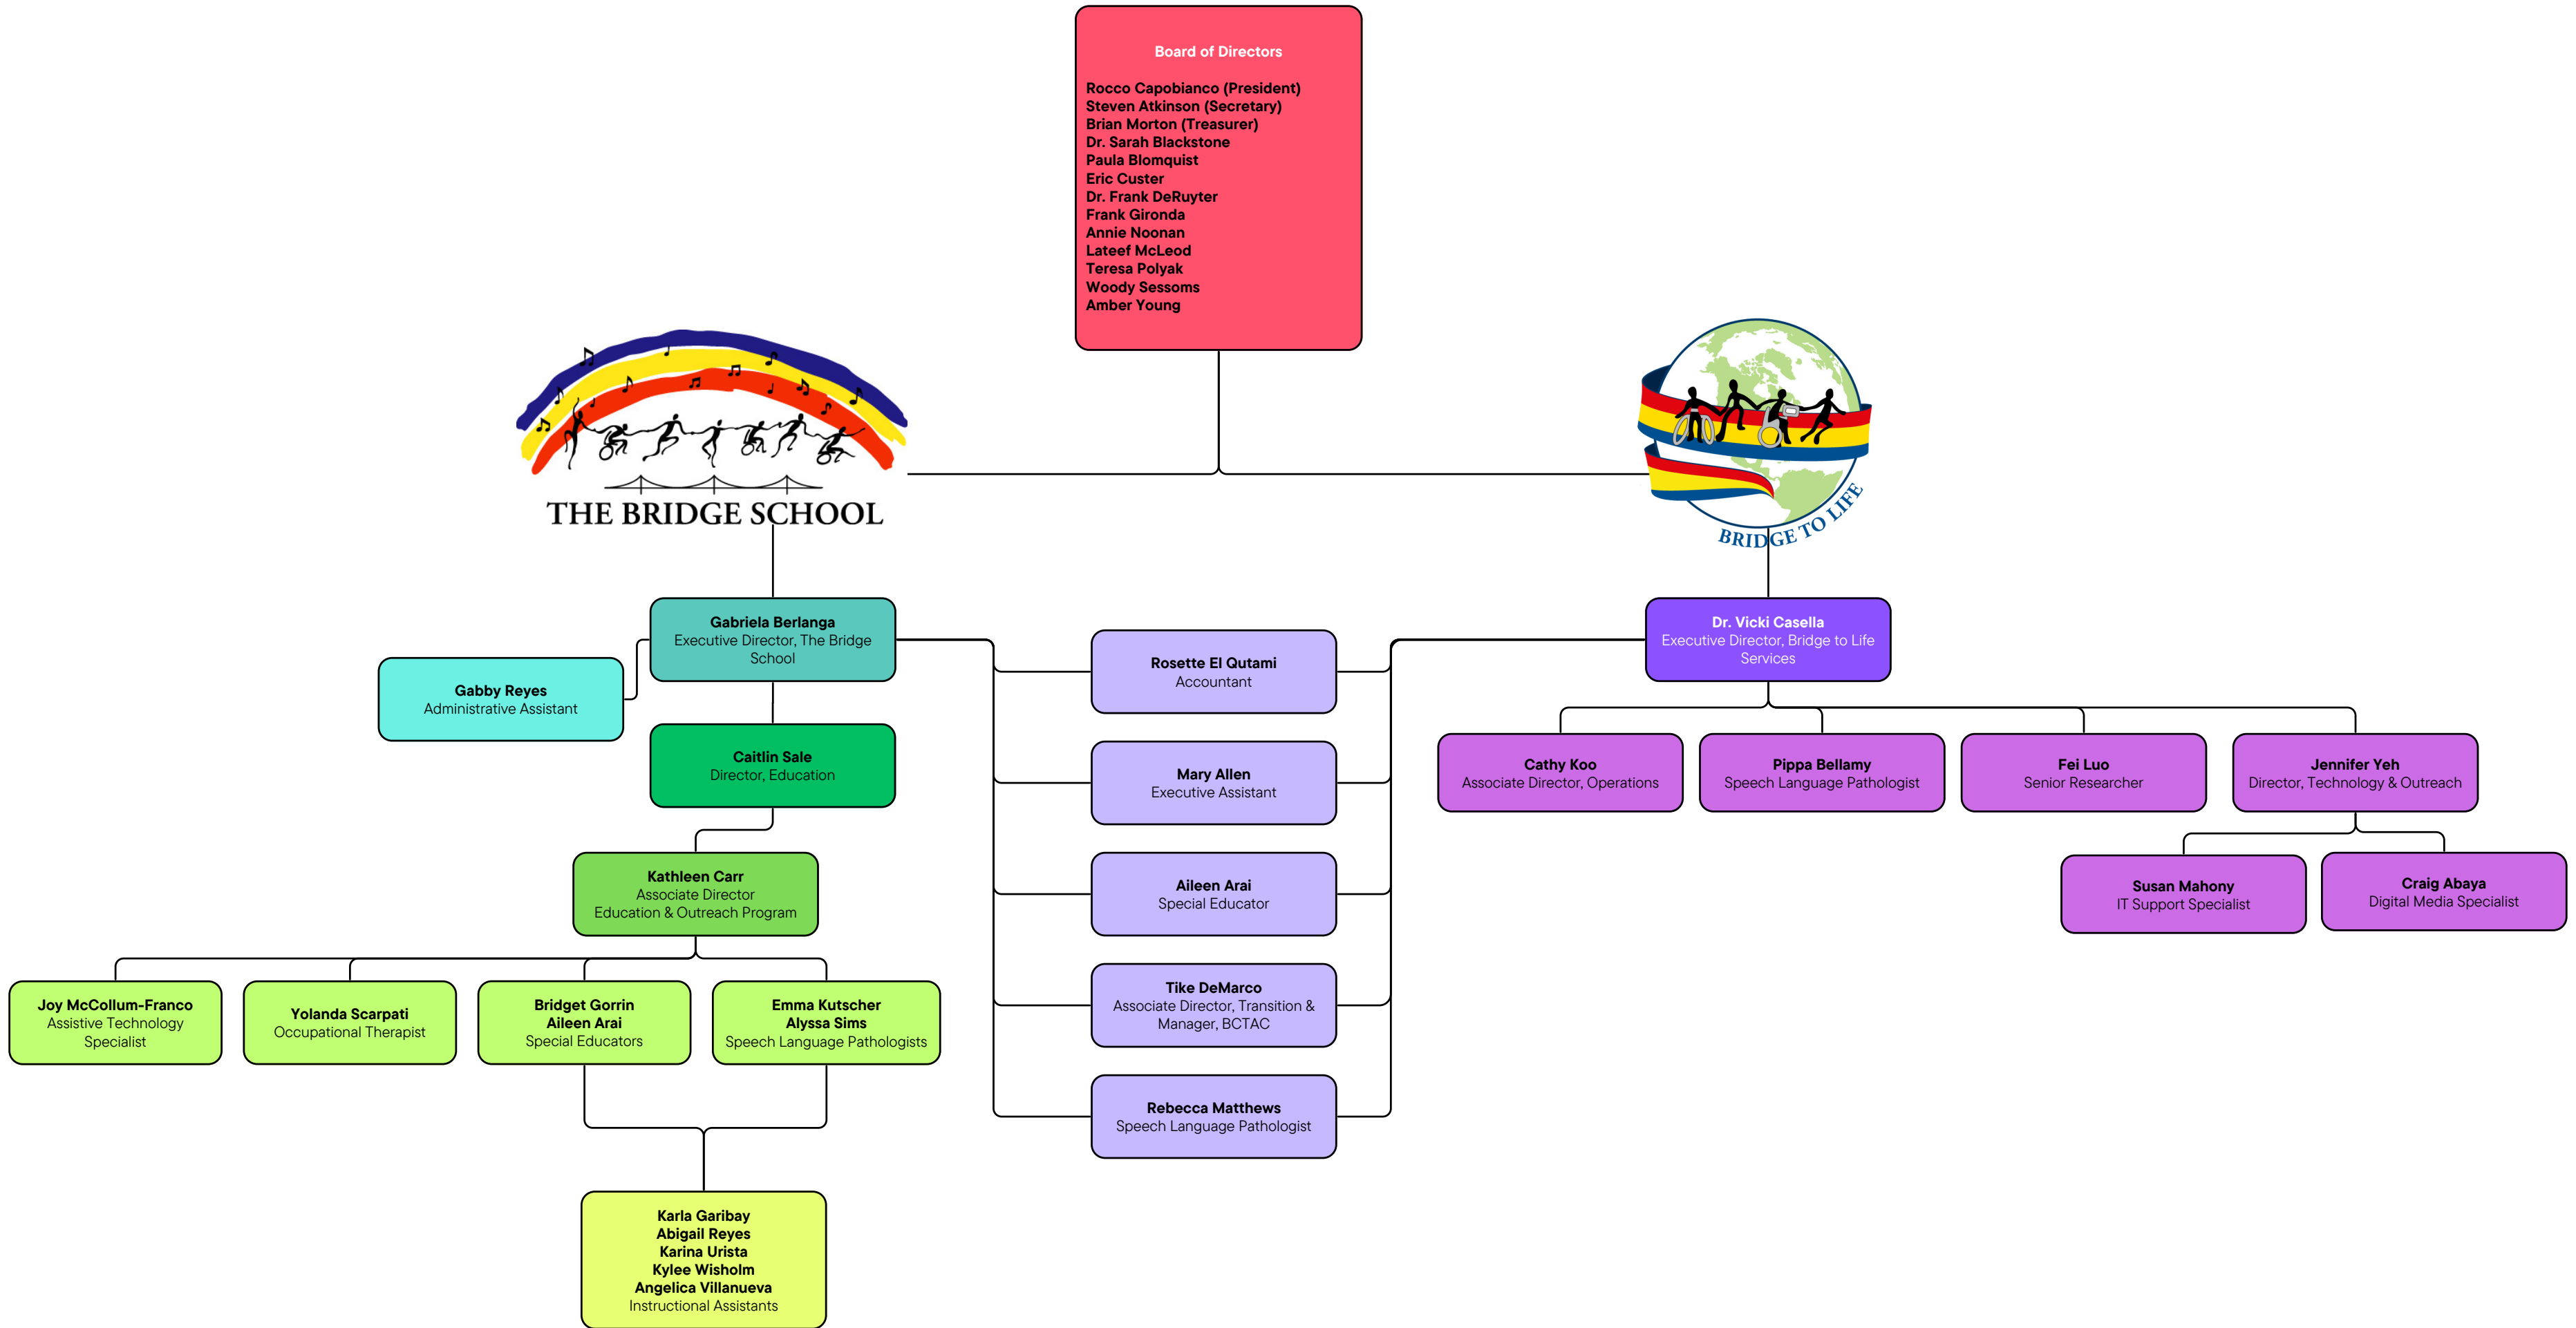 Board of Directors
Rocco Capobianco (President)
Steven Atkinson (Secretary)
Brian Morton (Treasurer)
Dr. Sarah Blackstone
Paula Blomquist
Eric Custer
Dr. Frank DeRuyter
Frank Gironda
Annie Noonan
Lateef McLeod
Teresa Polyak
Woody Sessoms
Amber Young
THE BRIDGE SCHOOL
BRIDGE TO LIFE
Gabriela Berlanga
Executive Director, The Bridge
School
Gabby Reyes
Administrative Assistant
Caitlin Sale
Director, Education
Kathleen Carr
Associate Director
Education & Outreach Program
Joy McCollum-Franco
Assistive Technology
Specialist
Yolanda Scarpati
Occupational Therapist
Bridget Gorrin
Aileen Arai
Special Educators
Emma Kutscher
Alyssa Sims
Speech Language Pathologists
Karla Garibay
Abigail Reyes
Karina Urista
Kylee Wisholm
Angelica Villanueva
Instructional Assistants
Rosette El Qutami
Accountant
Mary Allen
Executive Assistant
Aileen Arai
Special Educator
Tike DeMarco
Associate Director, Transition &
Manager, BCTAC
Rebecca Matthews
Speech Language Pathologist
Dr. Vicki Casella
Executive Director, Bridge to Life
Services
Cathy Koo
Associate Director, Operations
Pippa Bellamy
Speech Language Pathologist
Fei Luo
Senior Researcher
Jennifer Yeh
Director, Technology & Outreach
Susan Mahony
IT Support Specialist
Craig Abaya
Digital Media Specialist